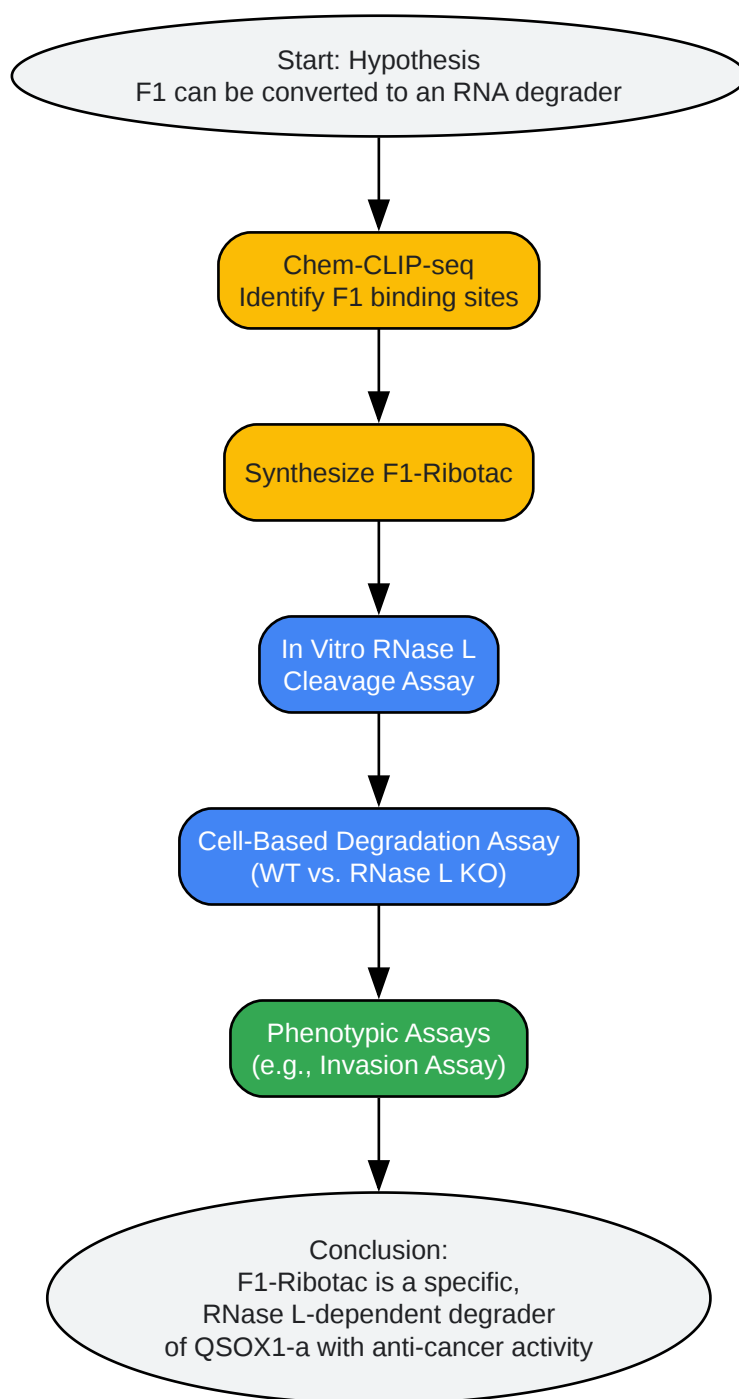 Start: Hypothesis
F1 can be converted to an RNA degrader
Chem-CLIP-seq
Identify F1 binding sites
Synthesize F1-Ribotac
In Vitro RNase L
Cleavage Assay
Cell-Based Degradation Assay
(WT vs. RNase L KO)
Phenotypic Assays
(e.g., Invasion Assay)
Conclusion:
F1-Ribotac is a specific,
RNase L-dependent degrader
of QSOX1-a with anti-cancer activity